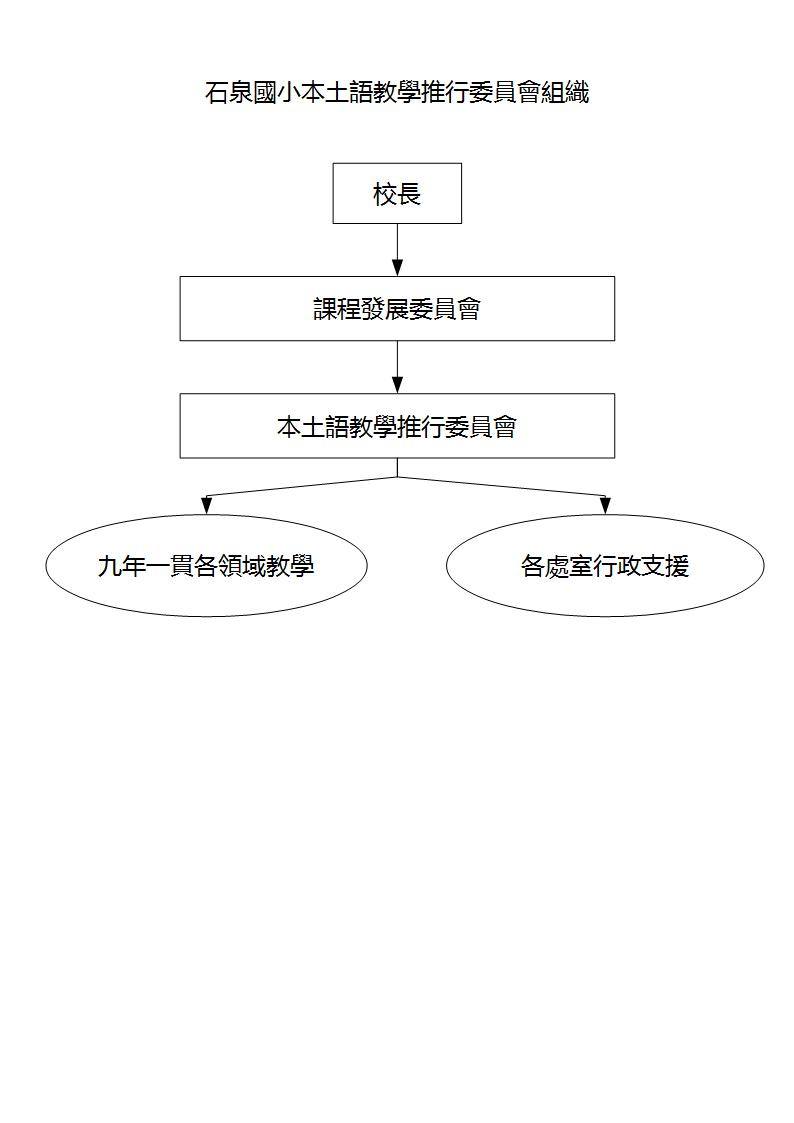 石泉國小本土語教學推行委員會組織
校長
課程發展委員會
本土語教學推行委員會
九年一貫各領域教學
各處室行政支援